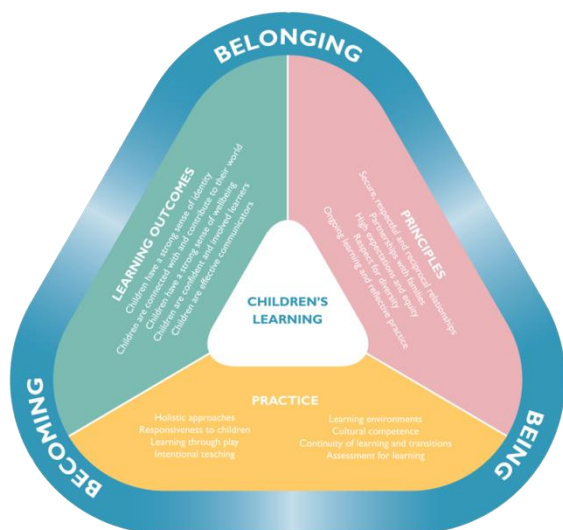 BELONGING
LEARNING OUTCOMES
Children have a strong sense of identity
Children are connected with and contribute to their world
Children have a strong sense of wellbeing
Children are confident and involved learners
Children are effective communicators
PRINCIPLES
Secure, respectful and reciprocal relationships
Partnerships with families
High expectations and equity
Respect for diversity
Ongoing learning and reflective practice
CHILDREN'S
LEARNING
PRACTICE
Holistic approaches
Responsiveness to children
Learning through play
Intentional teaching
Learning environments
Cultural competence
Continuity of learning and transitions
Assessment for learning
BECOMING
BEING